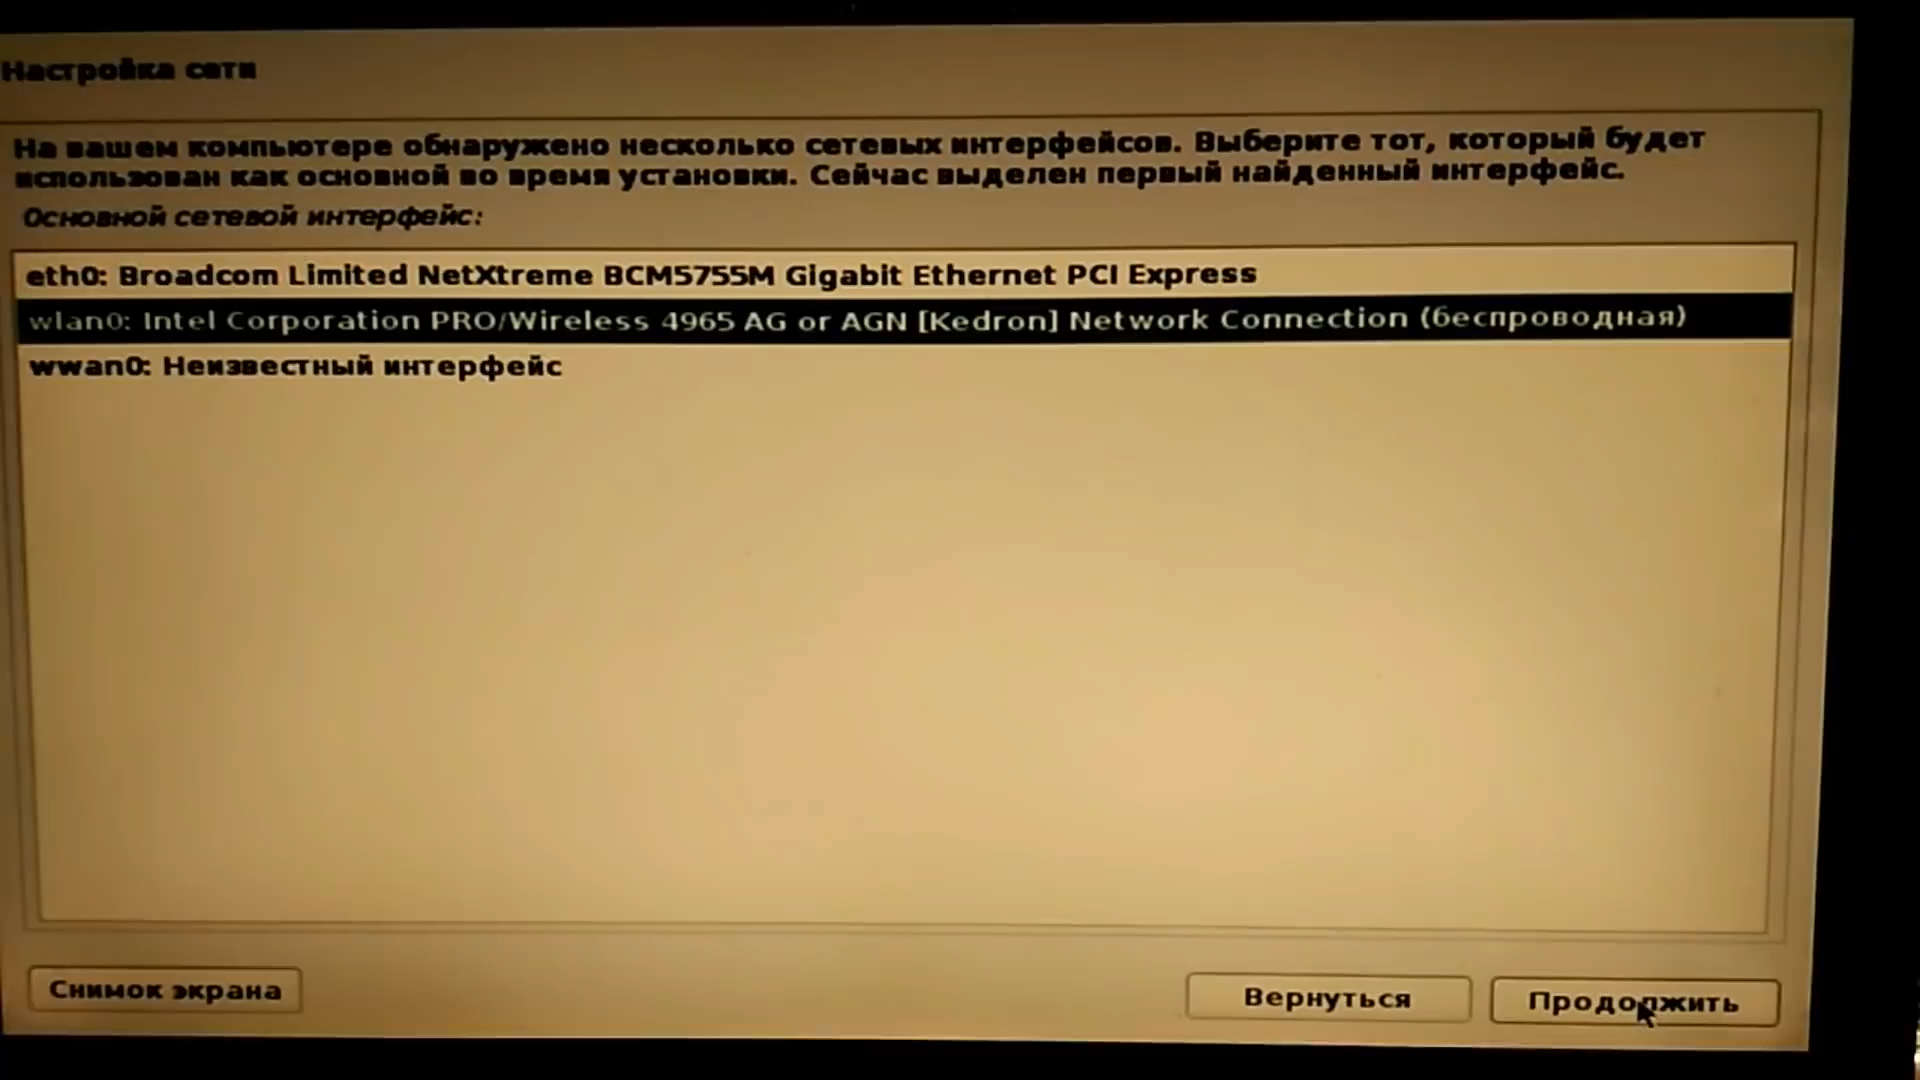 Настройка сети
На вашем компьютере обнаружено несколько сетевых интерфейсов. Выберите тот, который будет
использован как основной во время установки. Сейчас выделен первый найденный интерфейс.
Основной сетевой интерфейс:
eth0: Broadcom Limited NetXtreme BCM5755M Gigabit Ethernet PCI Express
wlan0: Intel Corporation PRO/Wireless 4965 AG or AGN [Kedron] Network Connection (беспроводная)
wwan0: Неизвестный интерфейс
Снимок экрана
Вернуться
Продолжить